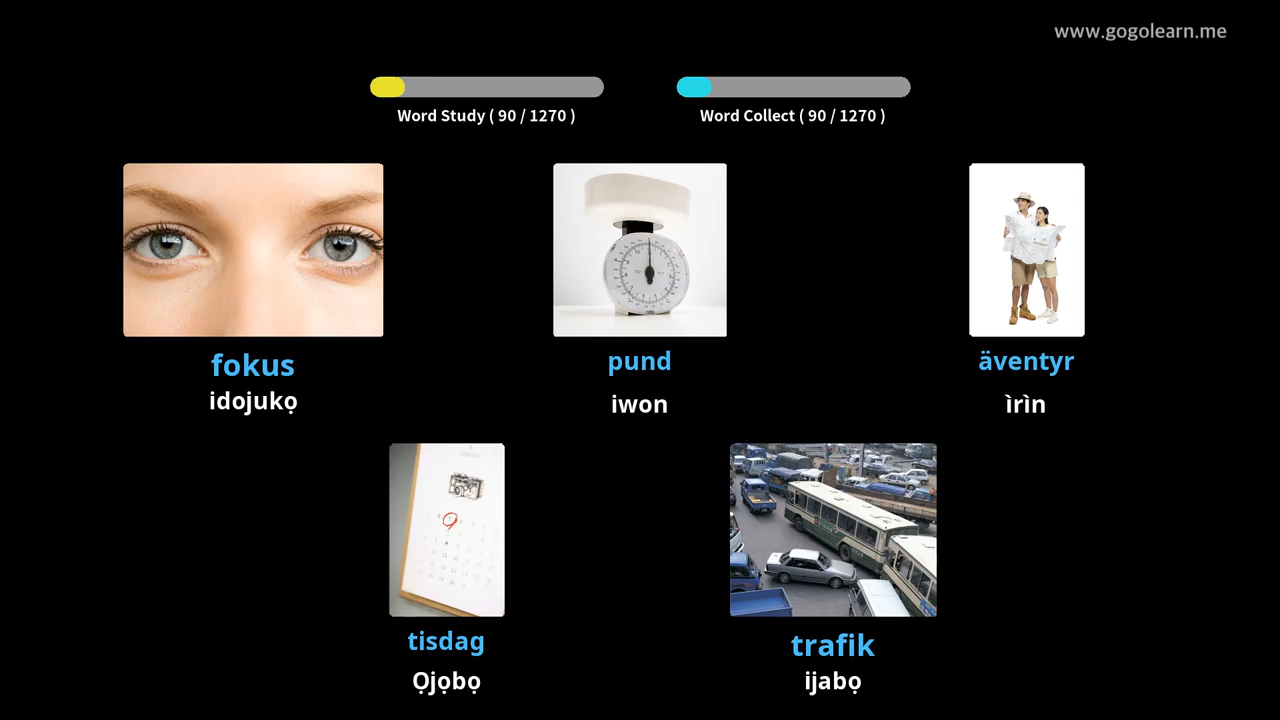 www.gogolearn.me
Word Study ( 90 / 1270 )
Word Collect ( 90 / 1270 )
fokus
idojukọ
pund
iwon
äventyr
ìrìn
tisdag
Ọjọbọ
trafik
ijabọ